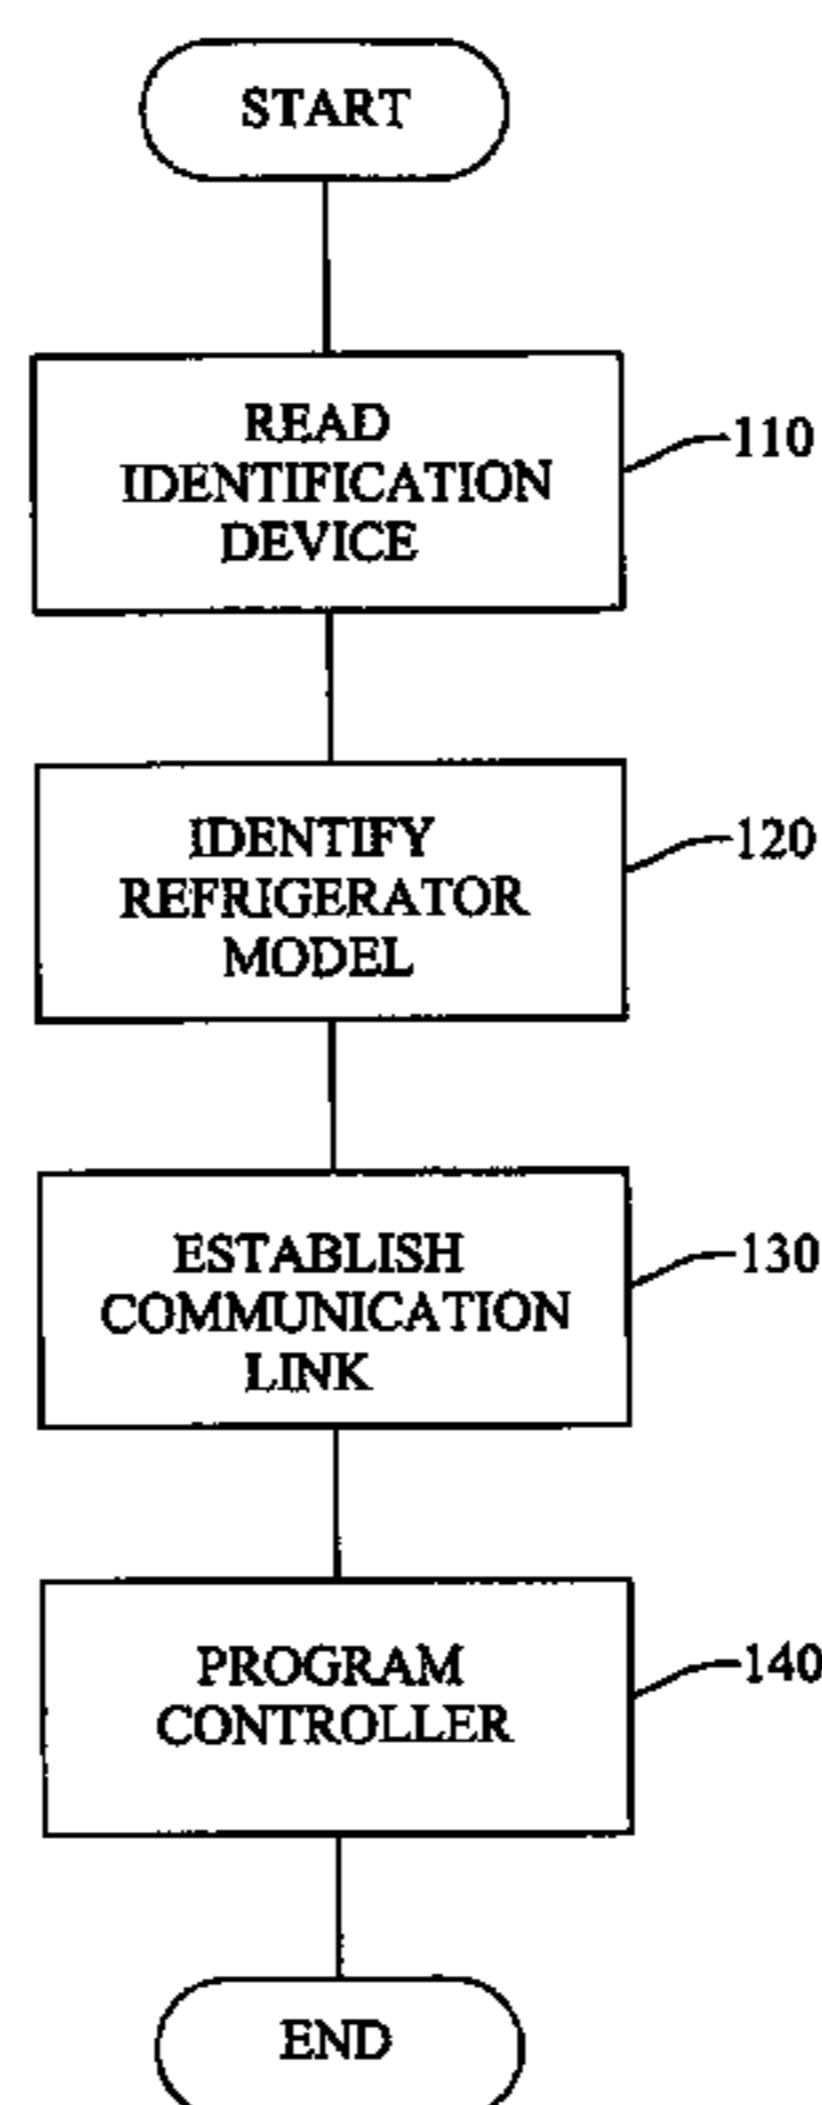 START
READ
IDENTIFICATION
DEVICE
110
IDENTIFY
REFRIGERATOR
MODEL
120
ESTABLISH
COMMUNICATION
LINK
130
PROGRAM
CONTROLLER
140
END